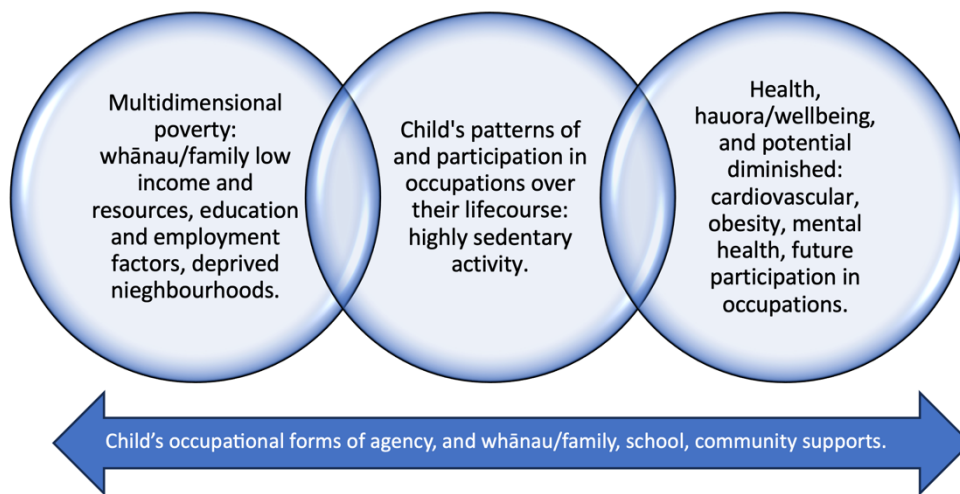 Multidimensional
poverty:
whānau/family low
income and
resources, education
and employment
factors, deprived
nieghbourhoods.
Child's patterns of
and participation in
occupations over
their lifecourse:
highly sedentary
activity.
Health,
hauora/wellbeing,
and potential
diminished:
cardiovascular,
obesity, mental
health, future
participation in
occupations.
Child’s occupational forms of agency, and whānau/family, school, community supports.